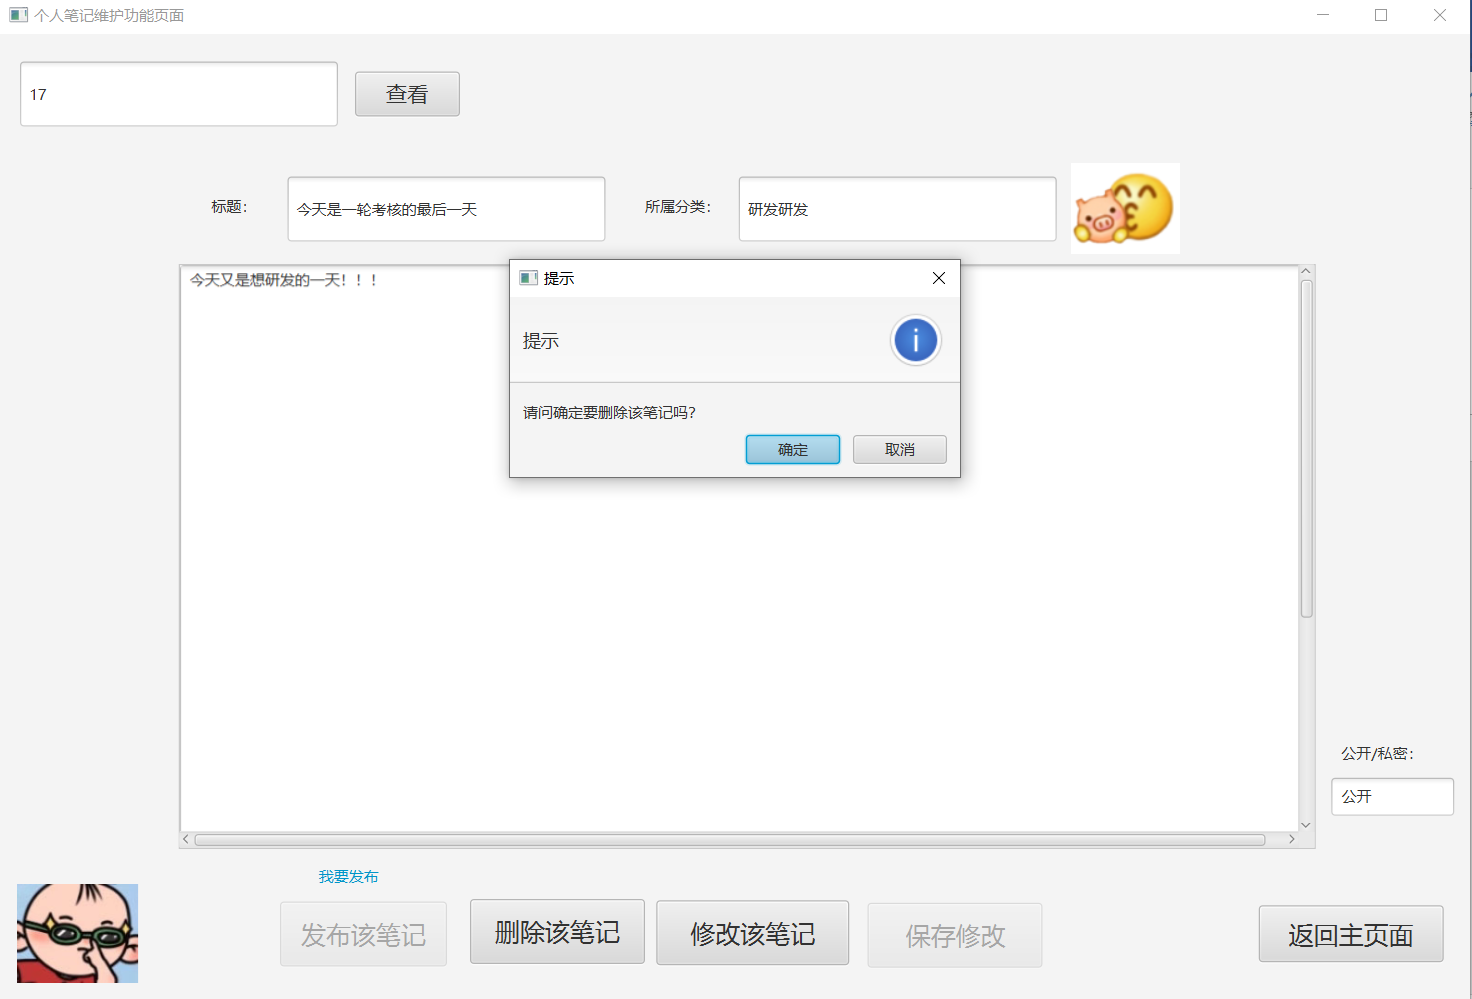 个人笔记维护功能页面
17
查看
标题：
今天是一轮考核的最后一天
所属分类：
研发研发
今天又是想研发的一天！！！
提示
提示
请问确定要删除该笔记吗?
确定
取消
公开/私密：
公开
我要发布
发布该笔记
删除该笔记
修改该笔记
保存修改
返回主页面